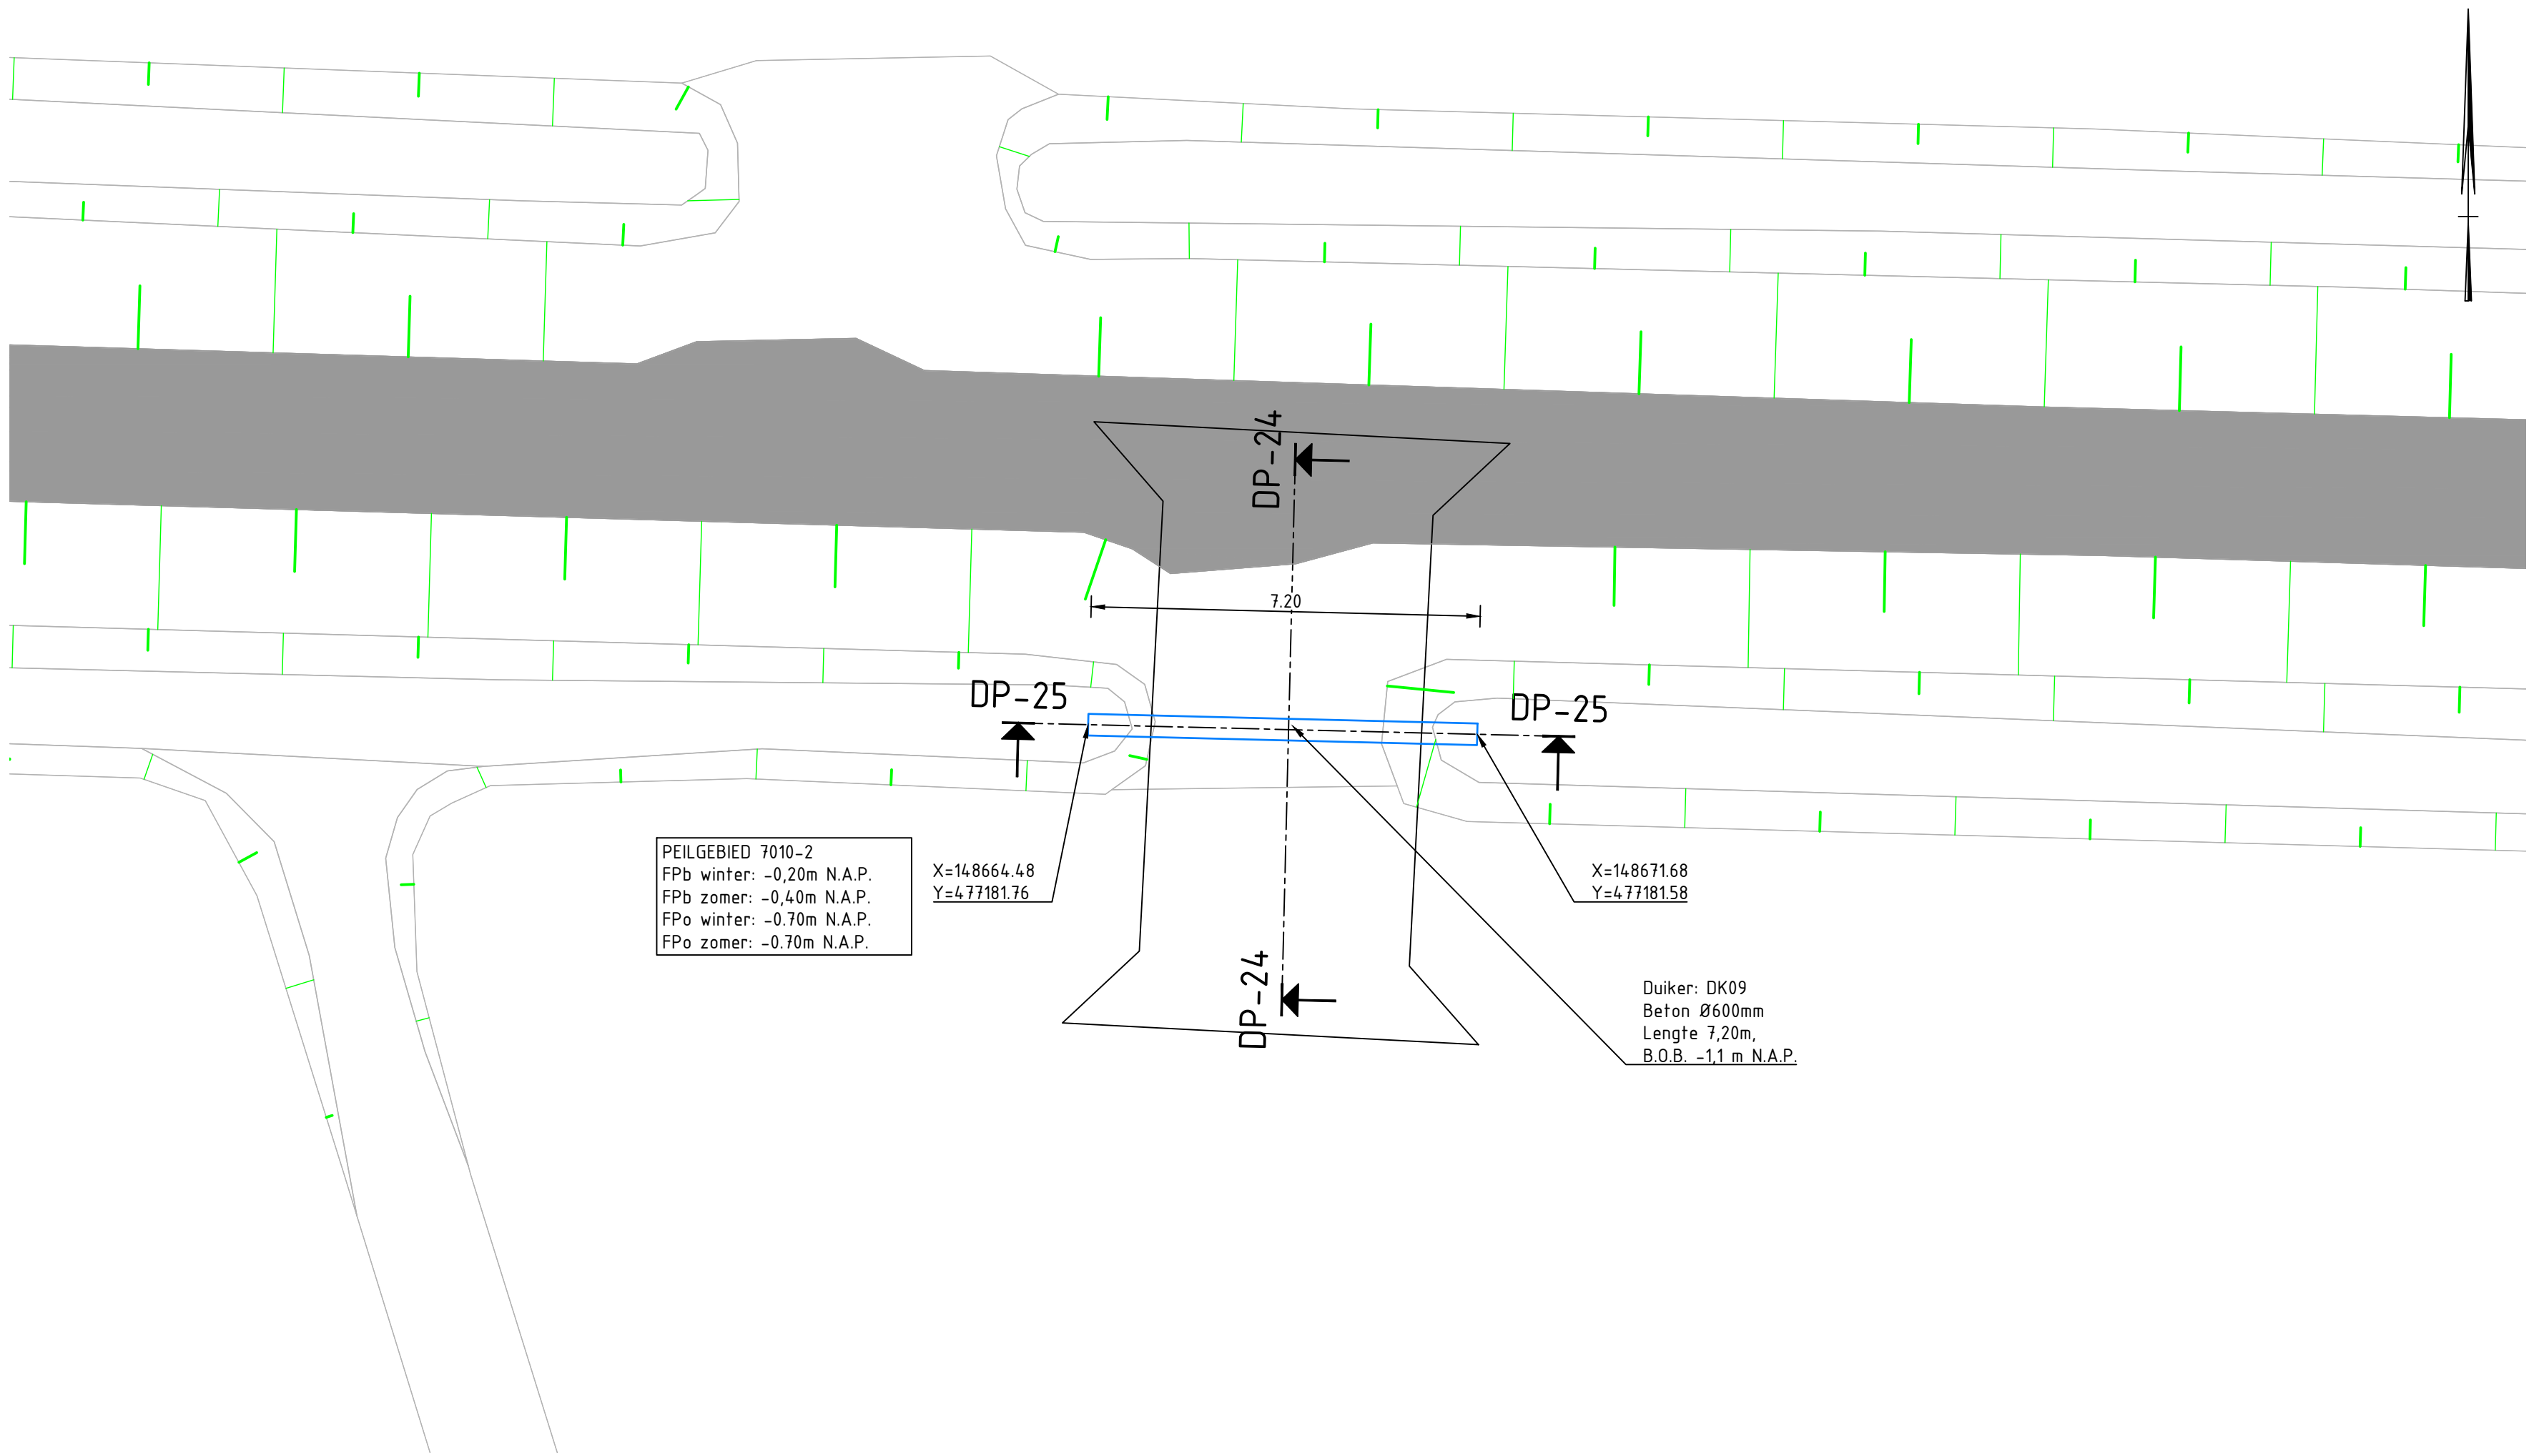 DP-24
7.20
DP-25
DP-25
PEILGEBIED 7010-2
FPb winter: -0,20m N.A.P.
FPb zomer: -0,40m N.A.P.
FPo winter: -0.70m N.A.P.
FPo zomer: -0.70m N.A.P.
X=148664.48
Y=477181.76
X=148671.68
Y=477181.58
DP-24
Duiker: DK09
Beton Ø600mm
Lengte 7,20m,
B.O.B. -1,1 m N.A.P.